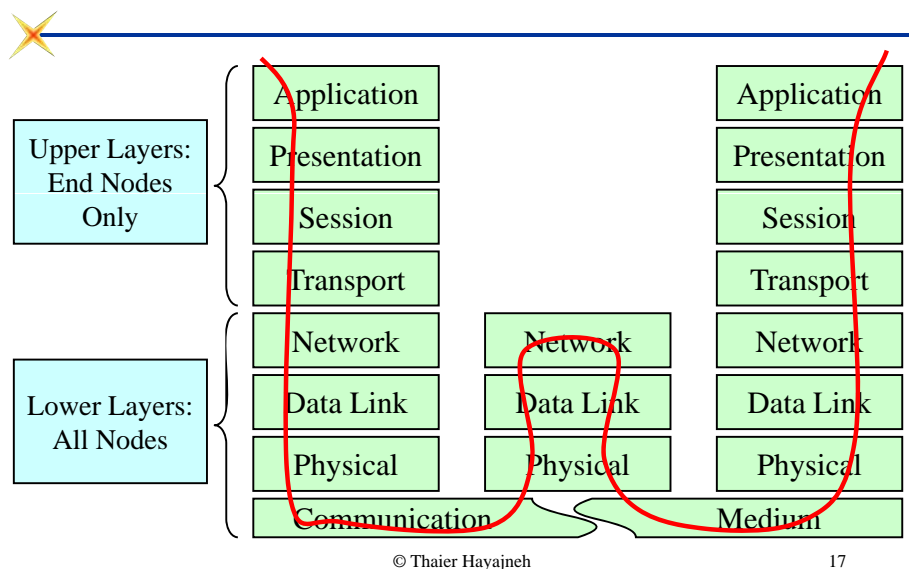 Application
Application
Upper Layers:
End Nodes
Only
Presentation
Presentation
Session
Session
Transport
Transport
Network
Network
Network
Lower Layers:
All Nodes
Data Link
Data Link
Data Link
Physical
Physical
Physical
Communication
Medium
© Thaier Hayajneh
17